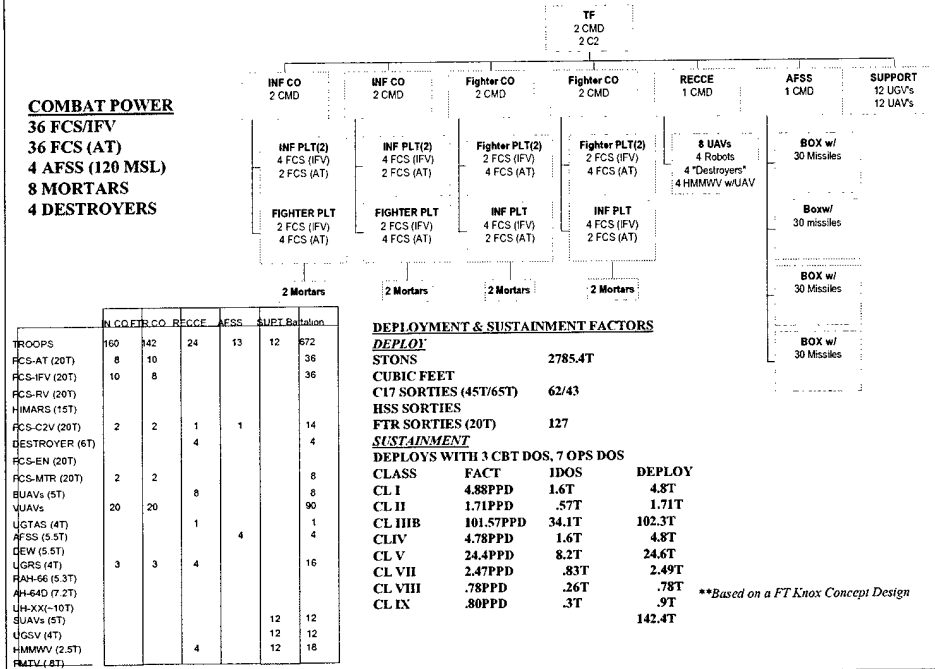 TF
2 CMD
2 C2
INF CO
2 CMD
INF CO
2 CMD
Fighter CO
2 CMD
Fighter CO
2 CMD
RECCE
1 CMD
AFSS
1 CMD
SUPPORT
12 UGV's
12 UAV's
COMBAT POWER
36 FCS/IFV
36 FCS (AT)
4 AFSS (120 MSL)
8 MORTARS
4 DESTROYERS
INF PLT(2)
4 FCS (IFV)
2 FCS (AT)
INF PLT(2)
4 FCS (IFV)
2 FCS (AT)
Fighter PLT(2)
2 FCS (IFV)
4 FCS (AT)
Fighter PLT(2)
2 FCS (IFV)
4 FCS (AT)
8 UAVs
4 Robots
4 "Destroyers"
4 HMMWV w/UAV
BOX w/
30 Missiles
FIGHTER PLT
2 FCS (IFV)
4 FCS (AT)
FIGHTER PLT
2 FCS (IFV)
4 FCS (AT)
INF PLT
4 FCS (IFV)
2 FCS (AT)
INF PLT
4 FCS (IFV)
2 FCS (AT)
Boxw/
30 missiles
BOX w/
30 Missiles
BOX w/
30 Missiles
2 Mortars
2 Mortars
2 Mortars
2 Mortars
IN CO FTR CO RECCE AFSS SUPT Battalion
TROOPS 160 142 24 13 12 672
FCS-AT (20T) 8 10 36
FCS-IFV (20T) 10 8 36
FCS-RV (20T)
HIMARS (15T)
FCS-C2V (20T) 2 2 1 1 14
DESTROYER (6T) 4 4
FCS-EN (20T)
FCS-MTR (20T) 2 2 8
BUAVs (5T) 8 8
VUAVs 20 20 90
UGTAS (4T) 1 1
AFSS (5.5T) 4 4
DEW (5.5T)
UGRS (4T) 3 3 4 16
RAH-66 (5.3T)
AH-64D (7.2T)
UH-XX(~10T)
SUAVs (5T) 12 12
UGSV (4T) 12 12
HMMWV (2.5T) 4 12 18
FMTV ( 8T)
DEPLOYMENT & SUSTAINMENT FACTORS
DEPLOY
STONS 2785.4T
CUBIC FEET
C17 SORTIES (45T/65T) 62/43
HSS SORTIES
FTR SORTIES (20T) 127
SUSTAINMENT
DEPLOYS WITH 3 CBT DOS, 7 OPS DOS
CLASS FACT 1DOS DEPLOY
CL I 4.88PPD 1.6T 4.8T
CL II 1.71PPD .57T 1.71T
CL IIIB 101.57PPD 34.1T 102.3T
CLIV 4.78PPD 1.6T 4.8T
CL V 24.4PPD 8.2T 24.6T
CL VII 2.47PPD .83T 2.49T
CL VIII .78PPD .26T .78T
CL IX .80PPD .3T .9T
142.4T
**Based on a FT Knox Concept Design